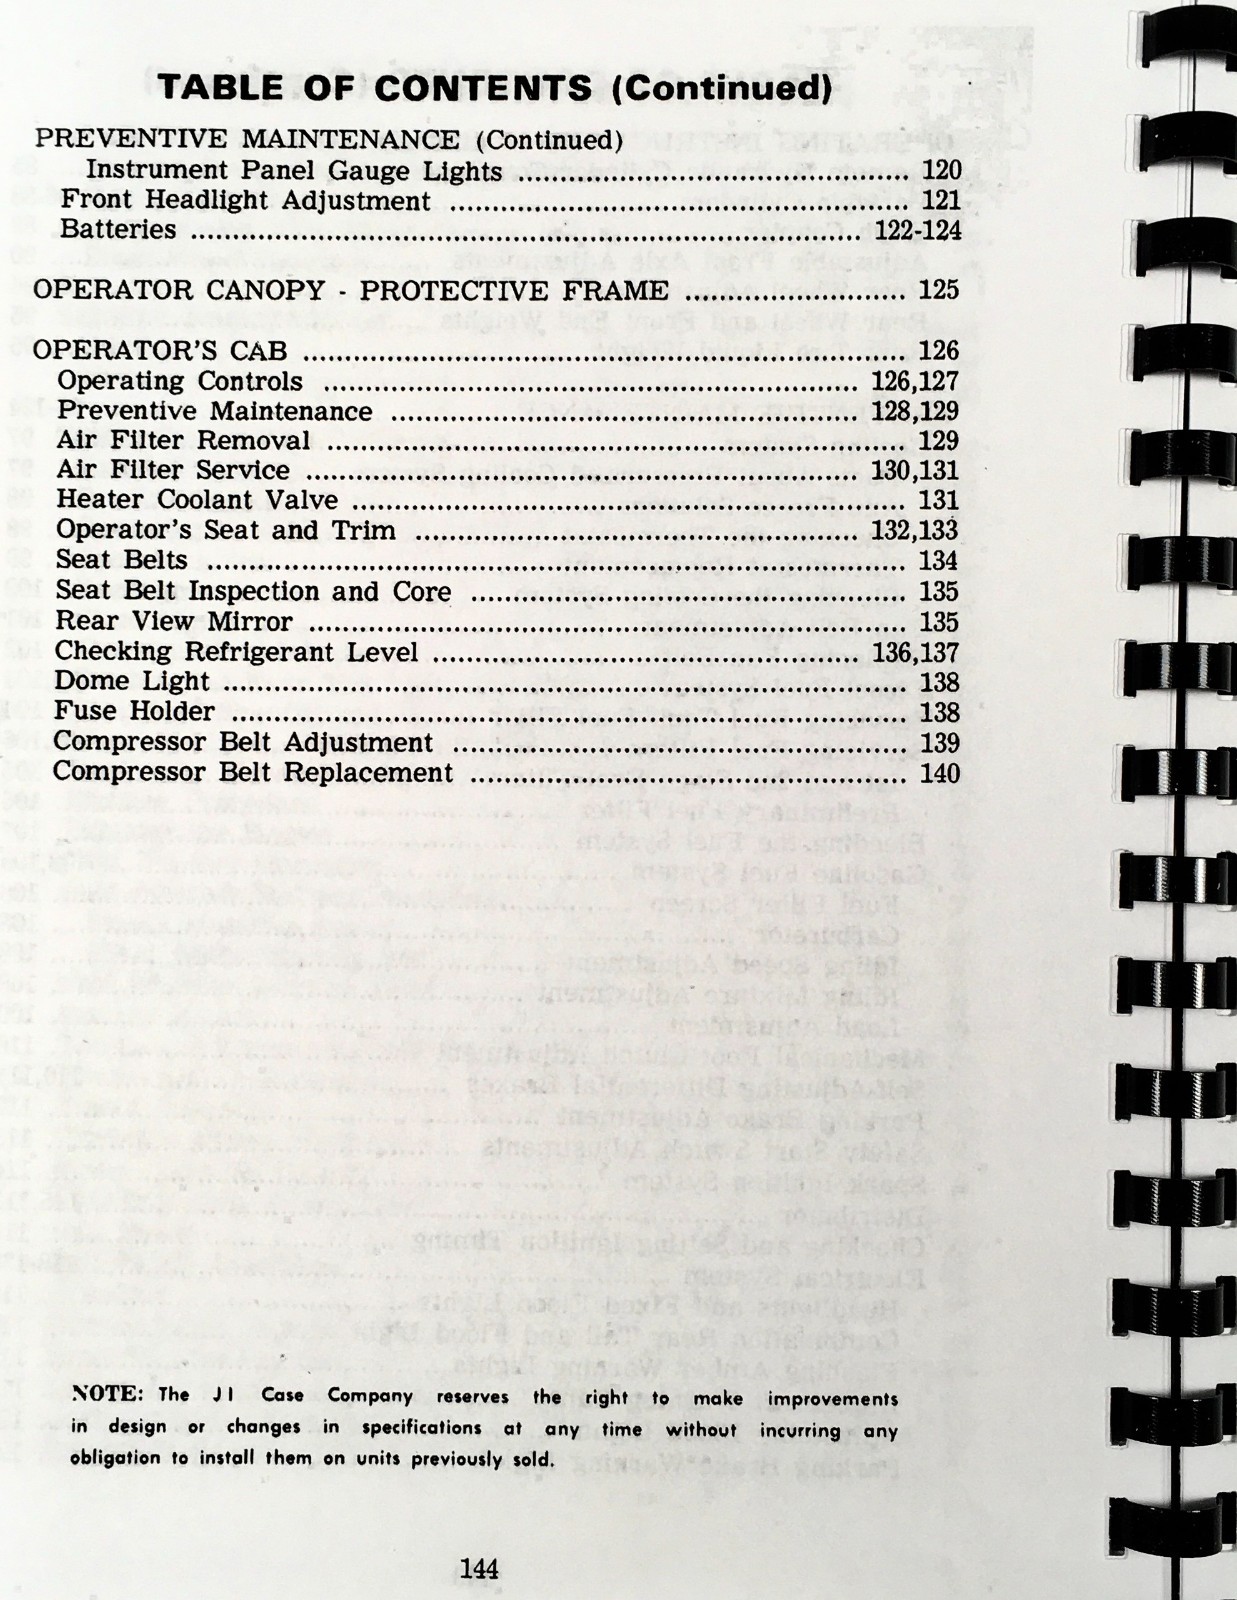 TABLE OF CONTENTS (Continued)
PREVENTIVE MAINTENANCE (Continued)
Instrument Panel Gauge Lights ........................................ 120
Front Headlight Adjustment ............................................... 121
Batteries .................................................................... 122-124
OPERATOR CANOPY - PROTECTIVE FRAME .......................... 125
OPERATOR'S CAB ............................................................. 126
Operating Controls ...................................................... 126,127
Preventive Maintenance ............................................... 128,129
Air Filter Removal .......................................................... 129
Air Filter Service ........................................................ 130,131
Heater Coolant Valve ........................................................ 131
Operator's Seat and Trim ............................................. 132,133
Seat Belts ...................................................................... 134
Seat Belt Inspection and Core ............................................ 135
Rear View Mirror ............................................................ 135
Checking Refrigerant Level ........................................... 136,137
Dome Light ..................................................................... 138
Fuse Holder .................................................................... 138
Compressor Belt Adjustment .............................................. 139
Compressor Belt Replacement ............................................ 140
NOTE: The J I Case Company reserves the right to make improvements
in design or changes in specifications at any time without incurring any
obligation to install them on units previously sold.
144